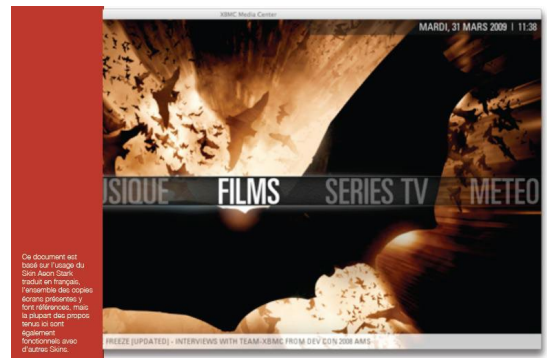 XBMC Media Center
MARDI, 31 MARS 2009 | 11:38
USIQUE FILMS SERIES TV METEO
Ce document est
basé sur l'usage du
Skin Aeon Stark
traduit en français,
l'ensemble des copies
écrans présentes y
font références, mais
la plupart des propos
tenus ici sont
également
fonctionnels avec
d'autres Skins.
FREEZE [UPDATED] - INTERVIEWS WITH TEAM-XBMC FROM DEV CON 2008 AMS